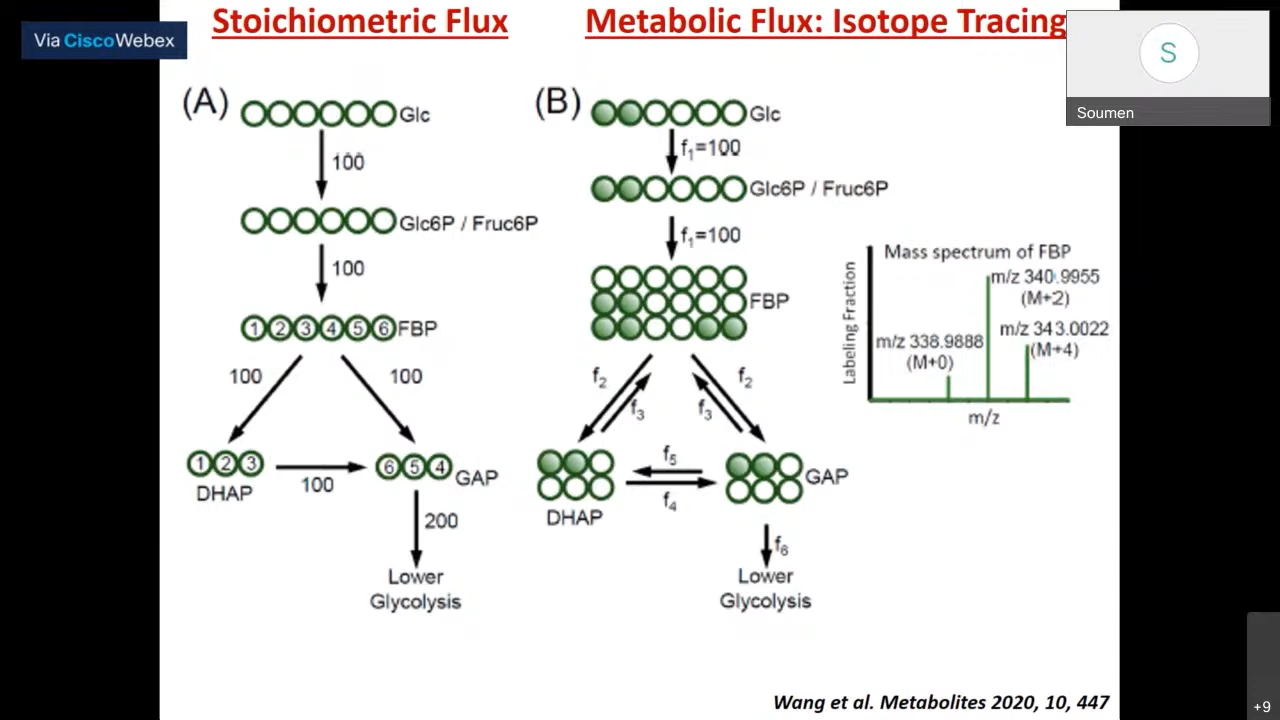 Stoichiometric Flux
Metabolic Flux: Isotope Tracing
Via CiscoWebex
S
Soumen
(A)
Glc
100
Glc6P / Fruc6P
100
1 2 3 4 5 6 FBP
100
100
1 2 3
DHAP
100
6 5 4
GAP
200
Lower
Glycolysis
(B)
Glc
f1=100
Glc6P / Fruc6P
f1=100
FBP
f2
f3
f3
f2
DHAP
f5
f4
GAP
f6
Lower
Glycolysis
Mass spectrum of FBP
Labeling Fraction
m/z 340.9955
(M+2)
m/z 338.9888
(M+0)
m/z 343.0022
(M+4)
m/z
Wang et al. Metabolites 2020, 10, 447
+9